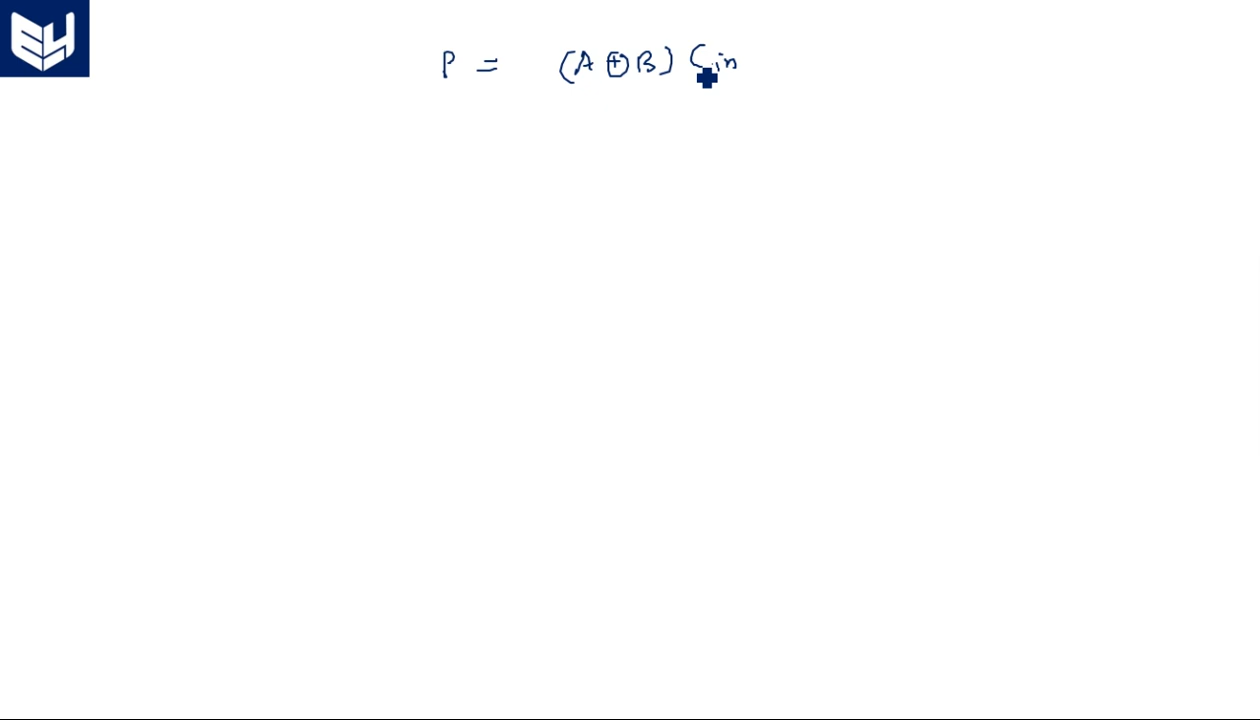 P = (A ⊕ B) Cin